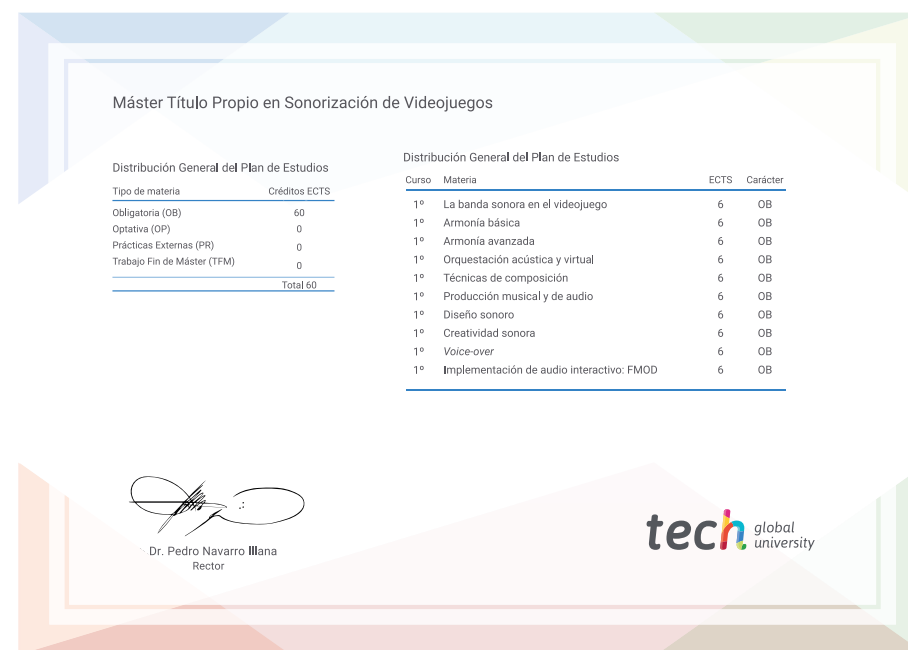 Máster Título Propio en Sonorización de Videojuegos
Distribución General del Plan de Estudios
Tipo de materia Créditos ECTS
Obligatoria (OB) 60
Optativa (OP) 0
Prácticas Externas (PR) 0
Trabajo Fin de Máster (TFM) 0
Total 60
Distribución General del Plan de Estudios
Curso Materia ECTS Carácter
1º La banda sonora en el videojuego 6 OB
1º Armonía básica 6 OB
1º Armonía avanzada 6 OB
1º Orquestación acústica y virtual 6 OB
1º Técnicas de composición 6 OB
1º Producción musical y de audio 6 OB
1º Diseño sonoro 6 OB
1º Creatividad sonora 6 OB
1º Voice-over 6 OB
1º Implementación de audio interactivo: FMOD 6 OB
Dr. Pedro Navarro Illana
Rector
tech global
university